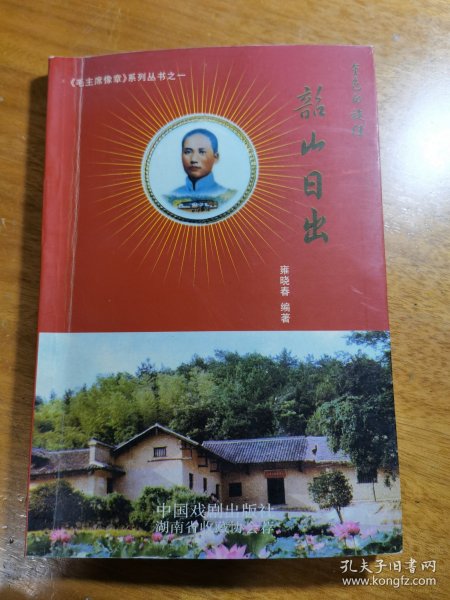 《毛主席像章》系列丛书之一
韶山日出
雍晓春 编著
中国戏剧出版社
湖南省收藏协会
孔夫子旧书网
www.kongfz.com